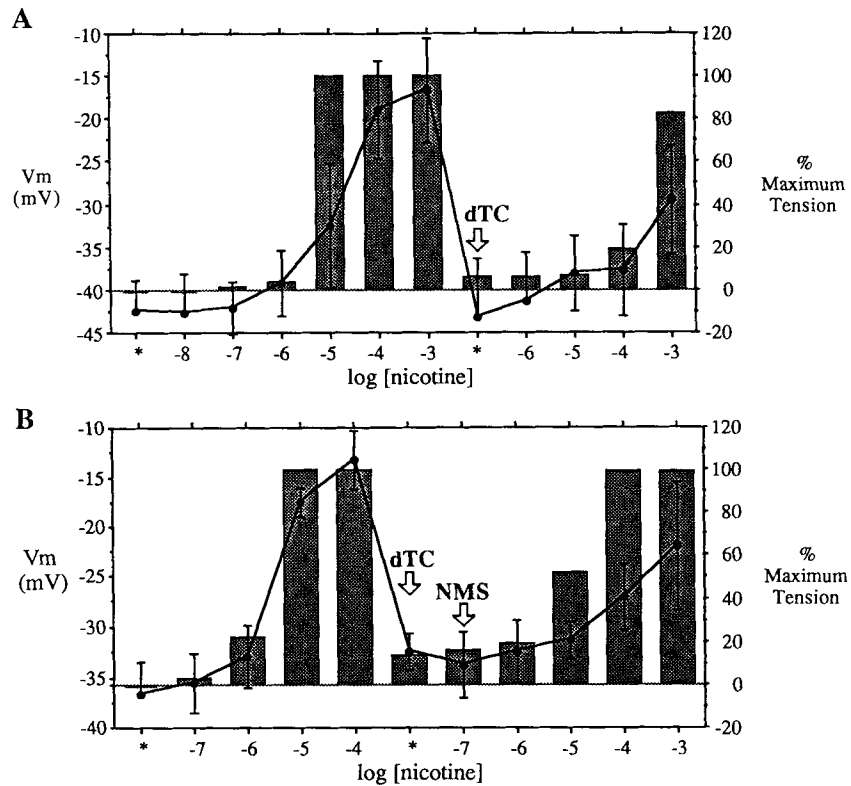 A
-10
-15
-20
-25
-30
-35
-40
-45
Vm
(mV)
120
100
80
60
40
20
0
-20
%
Maximum
Tension
dTC
* -8 -7 -6 -5 -4 -3 * -6 -5 -4 -3
log [nicotine]
B
-10
-15
-20
-25
-30
-35
-40
Vm
(mV)
120
100
80
60
40
20
0
-20
%
Maximum
Tension
dTC
NMS
* -7 -6 -5 -4 * -7 -6 -5 -4 -3
log [nicotine]